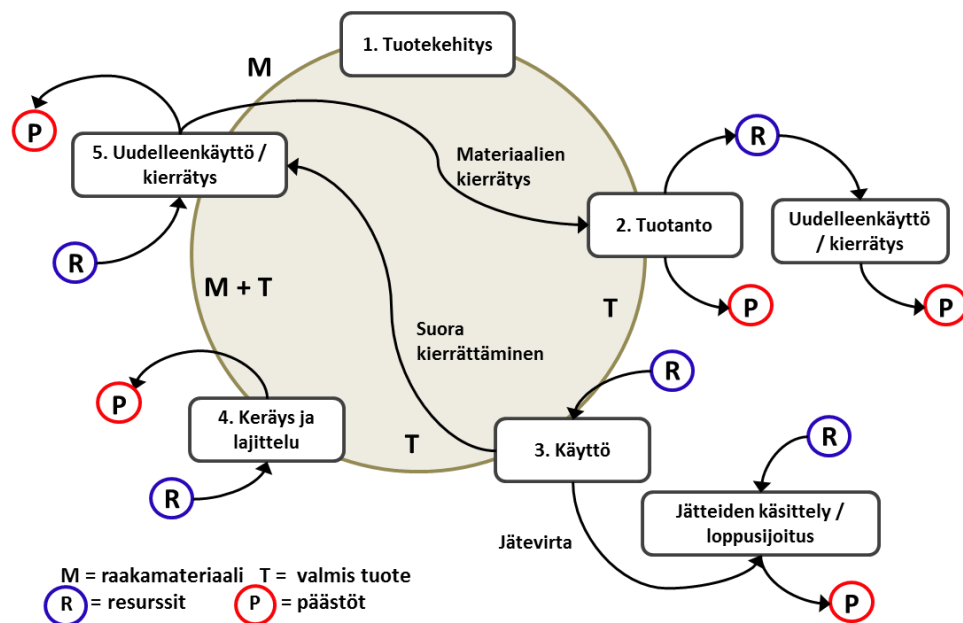 1. Tuotekehitys
M
P
5. Uudelleenkäyttö /
kierrätys
Materiaalien
kierrätys
R
2. Tuotanto
Uudelleenkäyttö
/ kierrätys
R
M + T
T
P
P
Suora
kierrättäminen
R
P
4. Keräys ja
lajittelu
T
3. Käyttö
R
R
Jätteiden käsittely /
loppusijoitus
Jätevirta
P
M = raakamateriaali T = valmis tuote
R = resurssit P = päästöt